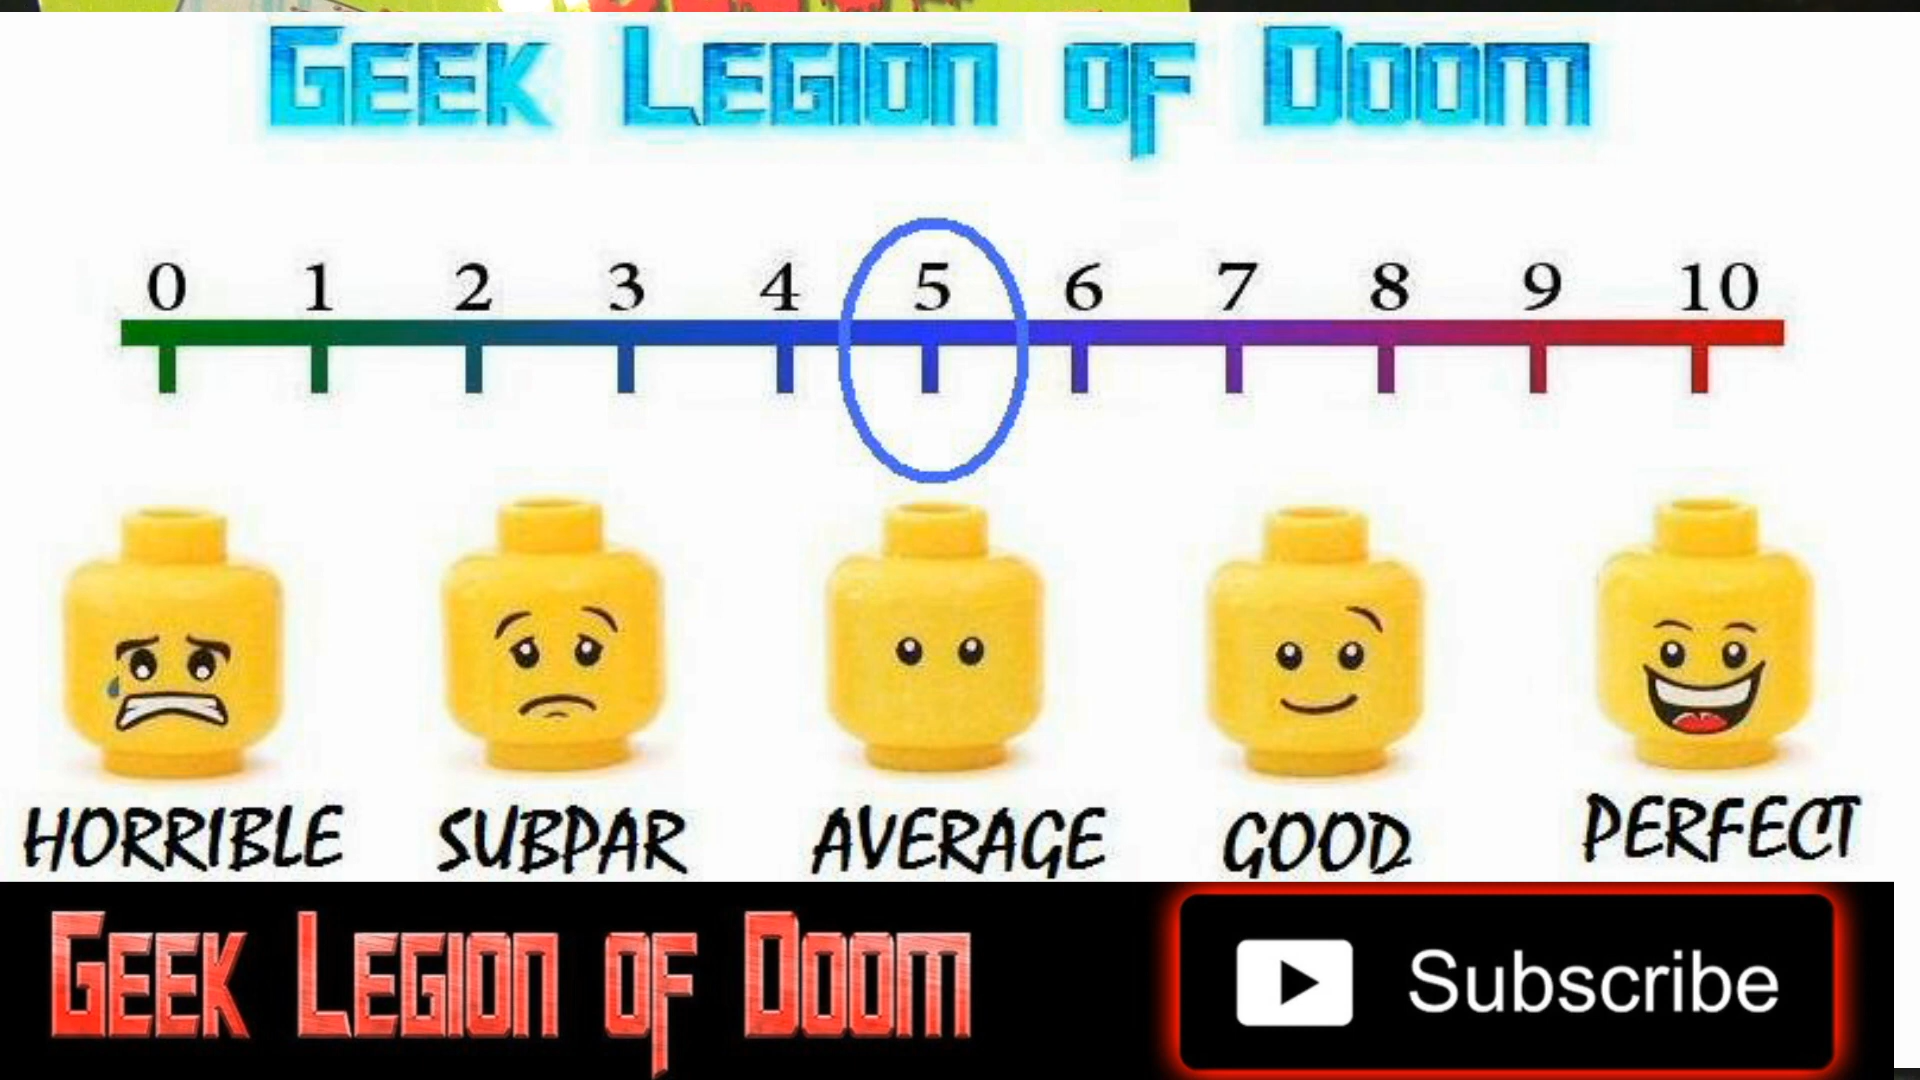 GEEK LEGION OF DOOM
0 1 2 3 4 5 6 7 8 9 10
HORRIBLE SUBPAR AVERAGE GOOD PERFECT
GEEK LEGION OF DOOM
Subscribe